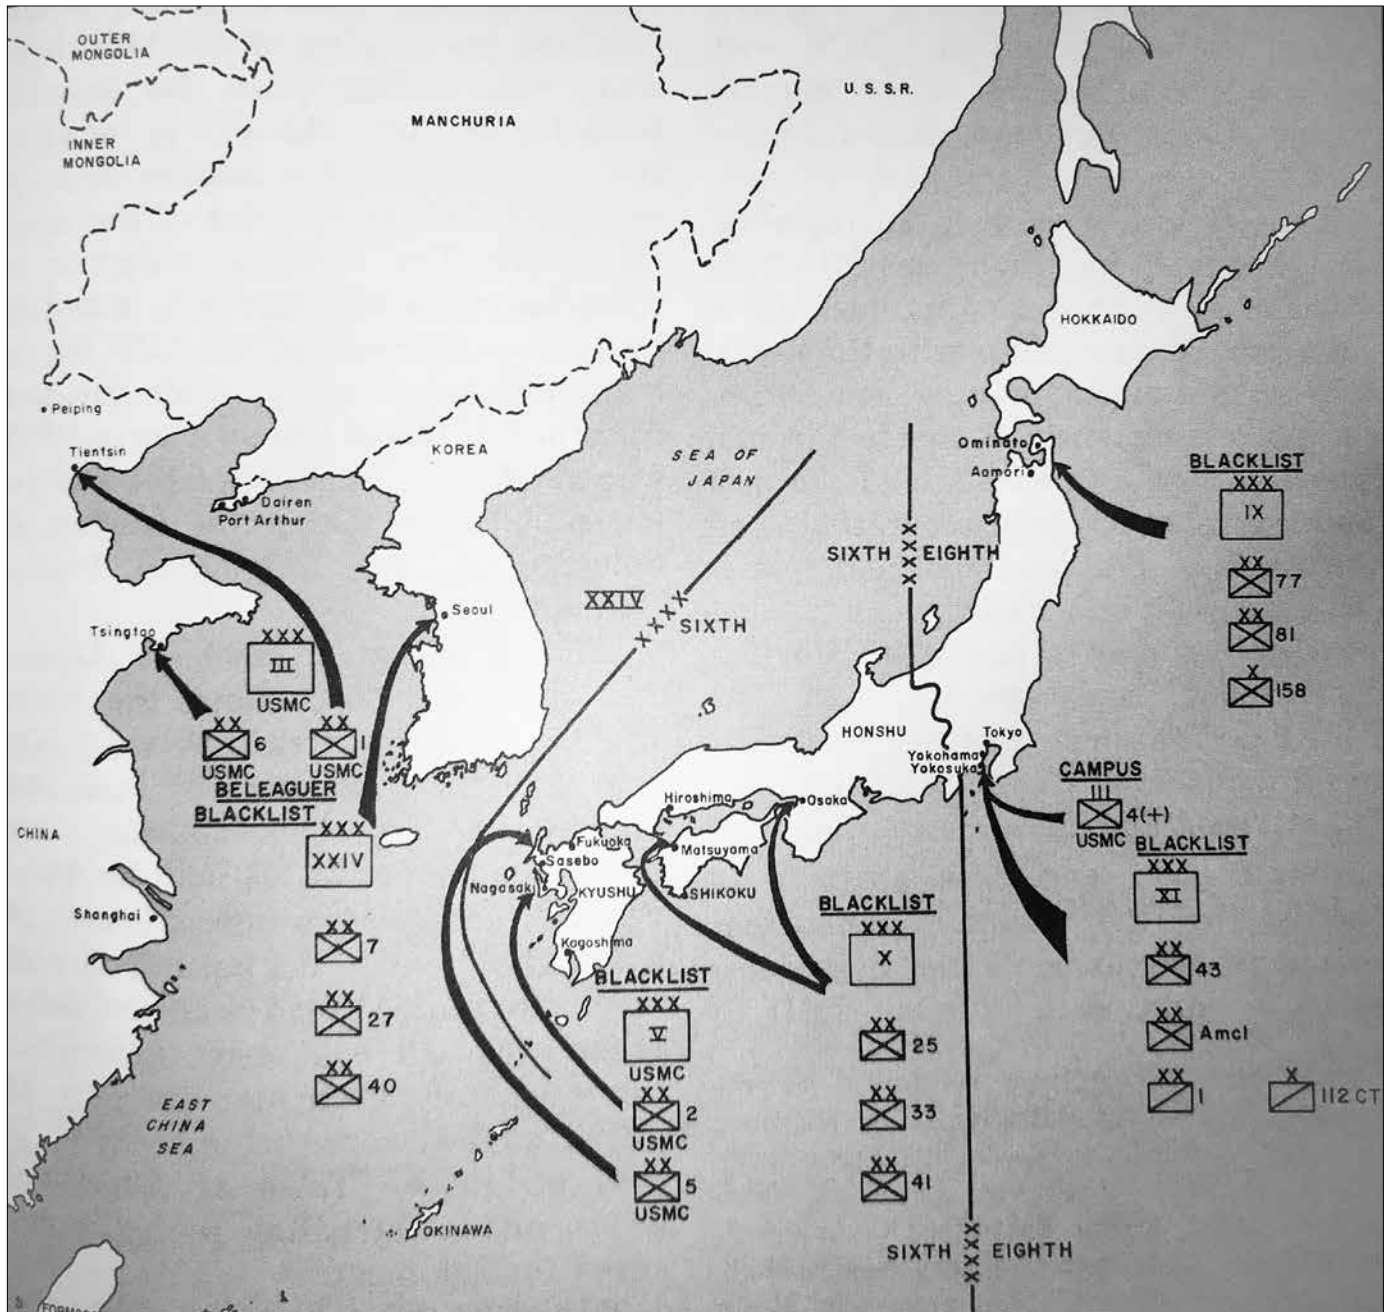 OUTER
MONGOLIA
INNER
MONGOLIA
MANCHURIA
U. S. S. R.
HOKKAIDO
Peiping
Tientsin
KOREA
SEA OF
JAPAN
Ominato
Aomori
BLACKLIST
XXX
IX
XX
77
XX
81
X
158
Dairen
Port Arthur
SIXTH
XXXX
EIGHTH
XXIV
XXXX
SIXTH
Seoul
Tsingtao
XXX
III
USMC
XX
6
USMC
XX
1
USMC
BELEAGUER
BLACKLIST
XXX
XXIV
XX
7
XX
27
XX
40
HONSHU
Tokyo
Yokohama
Yokosuka
CAMPUS
III
4(+)
USMC
BLACKLIST
XXX
XI
XX
43
XX
Amcl
XX
1
X
112 CT
Hiroshima
Osaka
Fukuoka
Matsuyama
Sasebo
Nagasaki
KYUSHU
SHIKOKU
Kagoshima
BLACKLIST
XXX
X
XX
25
XX
33
XX
41
BLACKLIST
XXX
V
USMC
XX
2
USMC
XX
5
USMC
CHINA
Shanghai
EAST
CHINA
SEA
OKINAWA
SIXTH
XXXX
EIGHTH